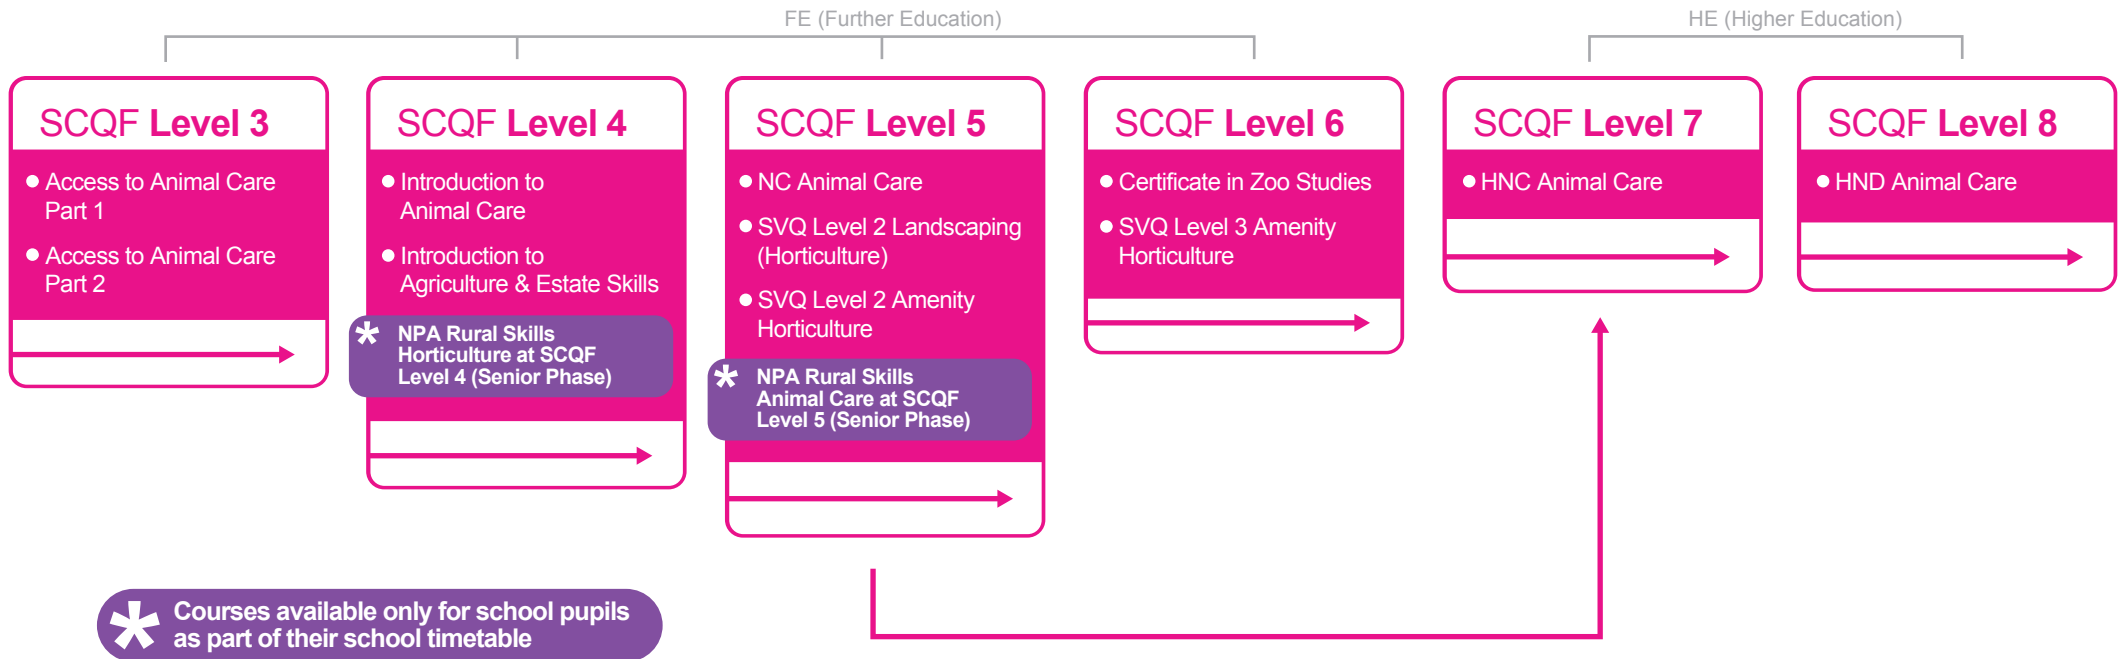 FE (Further Education)
HE (Higher Education)
SCQF Level 3
Access to Animal Care
Part 1
Access to Animal Care
Part 2
SCQF Level 4
Introduction to
Animal Care
Introduction to
Agriculture & Estate Skills
* NPA Rural Skills
Horticulture at SCQF
Level 4 (Senior Phase)
SCQF Level 5
NC Animal Care
SVQ Level 2 Landscaping
(Horticulture)
SVQ Level 2 Amenity
Horticulture
* NPA Rural Skills
Animal Care at SCQF
Level 5 (Senior Phase)
SCQF Level 6
Certificate in Zoo Studies
SVQ Level 3 Amenity
Horticulture
SCQF Level 7
HNC Animal Care
SCQF Level 8
HND Animal Care
* Courses available only for school pupils
as part of their school timetable